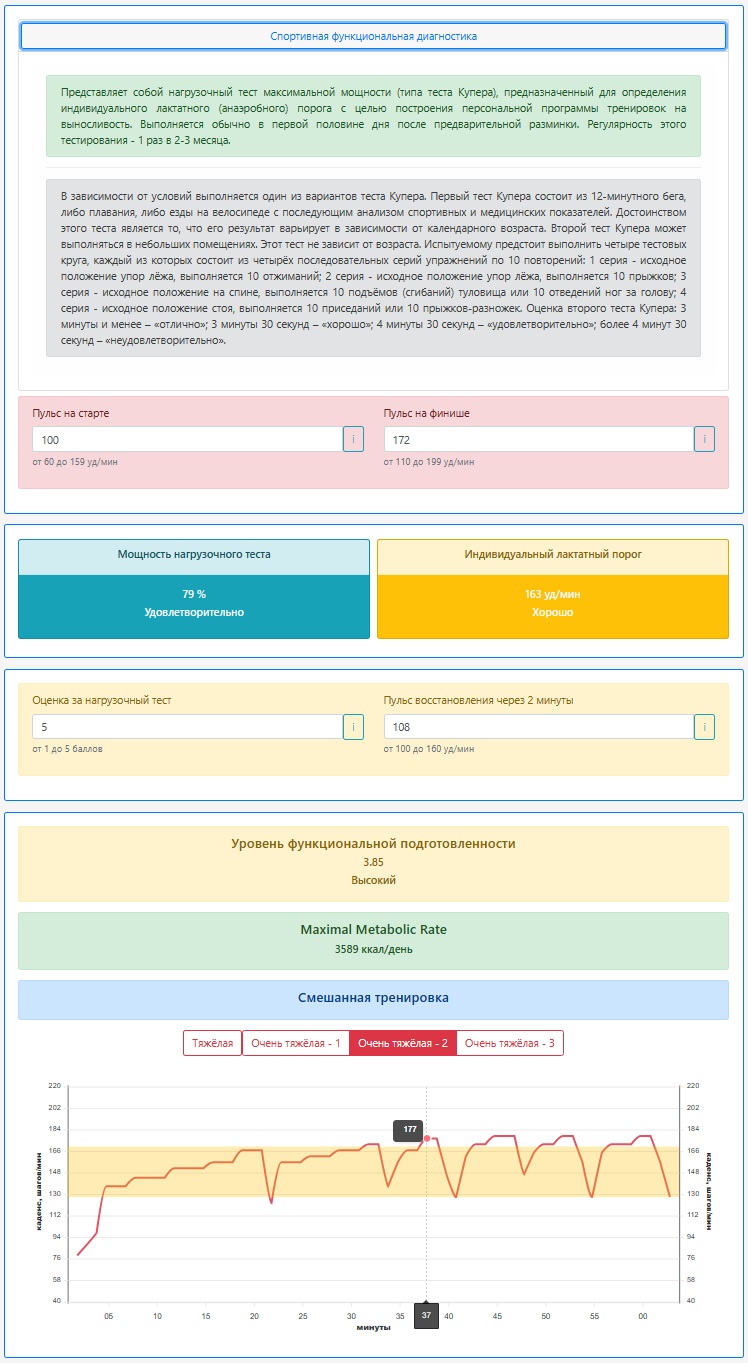 Спортивная функциональная диагностика
Представляет собой нагрузочный тест максимальной мощности (типа теста Купера), предназначенный для определения
индивидуального лактатного (анаэробного) порога с целью построения персональной программы тренировок на
выносливость. Выполняется обычно в первой половине дня после предварительной разминки. Регулярность этого
тестирования - 1 раз в 2-3 месяца.
В зависимости от условий выполняется один из вариантов теста Купера. Первый тест Купера состоит из 12-минутного бега,
либо плавания, либо езды на велосипеде с последующим анализом спортивных и медицинских показателей. Достоинством
этого теста является то, что его результат варьирует в зависимости от календарного возраста. Второй тест Купера может
выполняться в небольших помещениях. Этот тест не зависит от возраста. Испытуемому предстоит выполнить четыре тестовых
круга, каждый из которых состоит из четырёх последовательных серий упражнений по 10 повторений: 1 серия - исходное
положение упор лёжа, выполняется 10 отжиманий; 2 серия - исходное положение упор лёжа, выполняется 10 прыжков; 3
серия - исходное положение на спине, выполняется 10 подъёмов (сгибаний) туловища или 10 отведений ног за голову; 4
серия - исходное положение стоя, выполняется 10 приседаний или 10 прыжков-разножек. Оценка второго теста Купера: 3
минуты и менее – «отлично»; 3 минуты 30 секунд – «хорошо»; 4 минуты 30 секунд – «удовлетворительно»; более 4 минут 30
секунд – «неудовлетворительно».
Пульс на старте Пульс на финише
100 i 172 i
от 60 до 159 уд/мин от 110 до 199 уд/мин
Мощность нагрузочного теста Индивидуальный лактатный порог
79 % 163 уд/мин
Удовлетворительно Хорошо
Оценка за нагрузочный тест Пульс восстановления через 2 минуты
5 i 108 i
от 1 до 5 баллов от 100 до 160 уд/мин
Уровень функциональной подготовленности
3.85
Высокий
Maximal Metabolic Rate
3589 ккал/день
Смешанная тренировка
Тяжёлая Очень тяжёлая - 1 Очень тяжёлая - 2 Очень тяжёлая - 3
220 220
202 202
184 177 184
166 166
148 148
130 130
112 112
94 94
76 76
58 58
40 40
каденс, шагов/мин каденс, шагов/мин
05 10 15 20 25 30 35 37 40 45 50 55 00
минуты